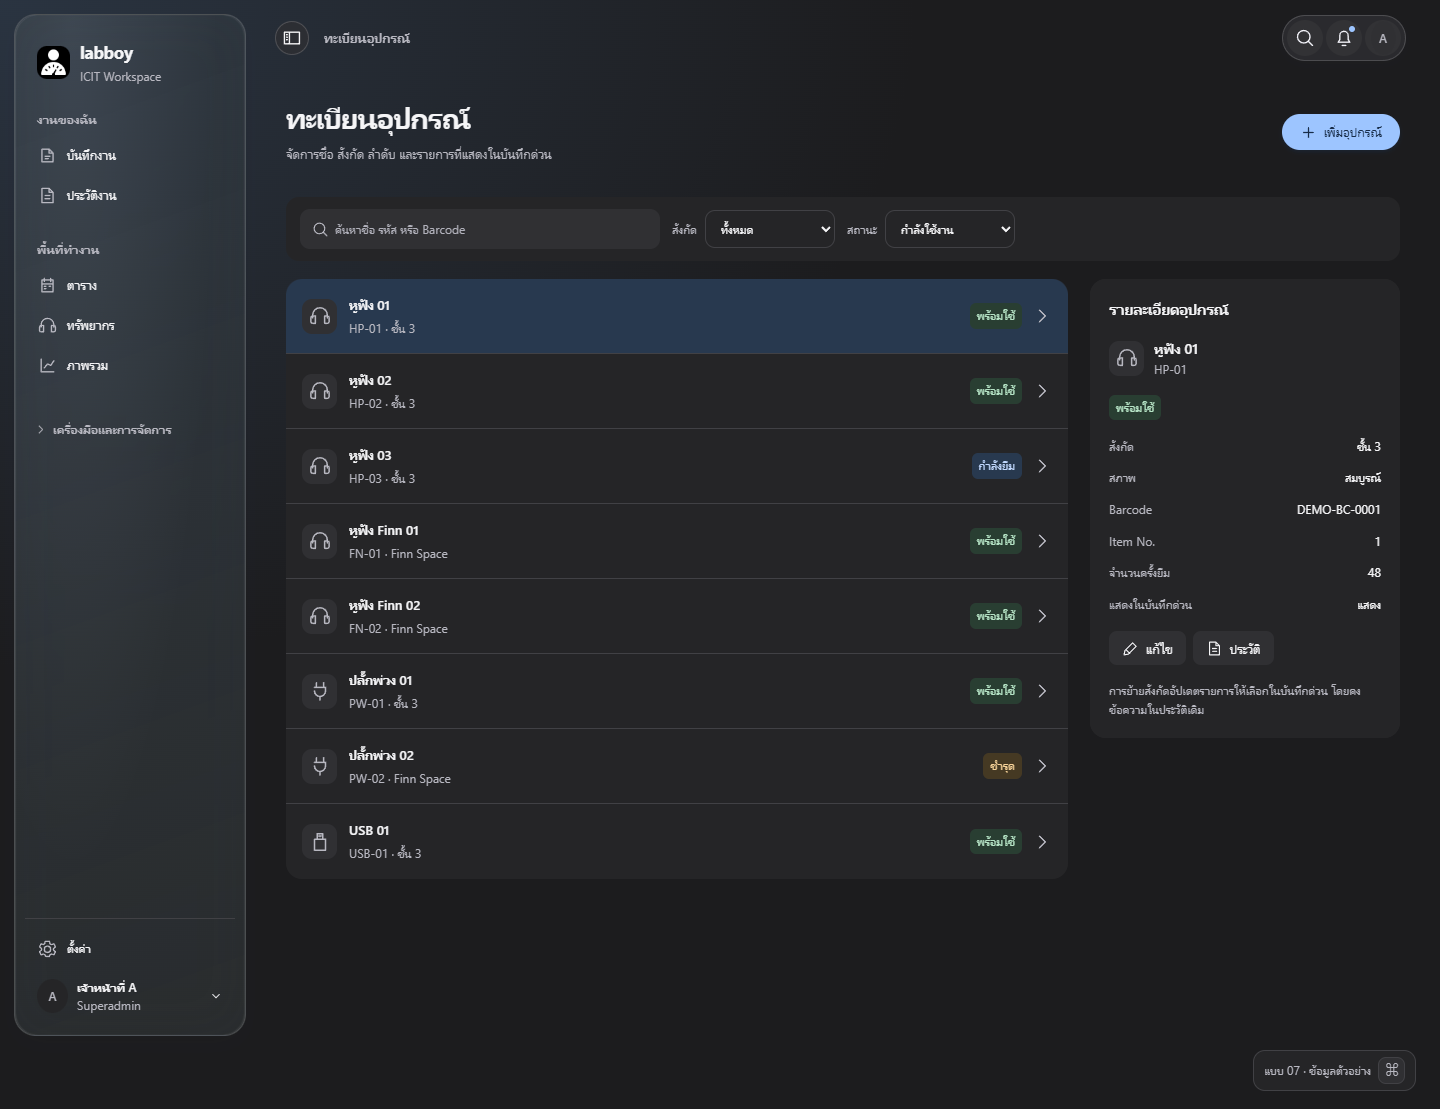 labboy
ICIT Workspace
งานของฉัน
บันทึกงาน
ประวัติงาน
พื้นที่ทำงาน
ตาราง
ทรัพยากร
ภาพรวม
เครื่องมือและการจัดการ
ตั้งค่า
A
เจ้าหน้าที่ A
Superadmin
ทะเบียนอุปกรณ์
A
ทะเบียนอุปกรณ์
จัดการชื่อ สังกัด ลำดับ และรายการที่แสดงในบันทึกด่วน
เพิ่มอุปกรณ์
ค้นหาชื่อ รหัส หรือ Barcode
สังกัด
ทั้งหมด
สถานะ
กำลังใช้งาน
หูฟัง 01
HP-01 · ชั้น 3
พร้อมใช้
หูฟัง 02
HP-02 · ชั้น 3
พร้อมใช้
หูฟัง 03
HP-03 · ชั้น 3
กำลังยืม
หูฟัง Finn 01
FN-01 · Finn Space
พร้อมใช้
หูฟัง Finn 02
FN-02 · Finn Space
พร้อมใช้
ปลั๊กพ่วง 01
PW-01 · ชั้น 3
พร้อมใช้
ปลั๊กพ่วง 02
PW-02 · Finn Space
ชำรุด
USB 01
USB-01 · ชั้น 3
พร้อมใช้
รายละเอียดอุปกรณ์
หูฟัง 01
HP-01
พร้อมใช้
สังกัด ชั้น 3
สภาพ สมบูรณ์
Barcode DEMO-BC-0001
Item No. 1
จำนวนครั้งยืม 48
แสดงในบันทึกด่วน แสดง
แก้ไข
ประวัติ
การย้ายสังกัดอัปเดตรายการให้เลือกในบันทึกด่วน โดยคง
ข้อความในประวัติเดิม
แบบ 07 · ข้อมูลตัวอย่าง ⌘